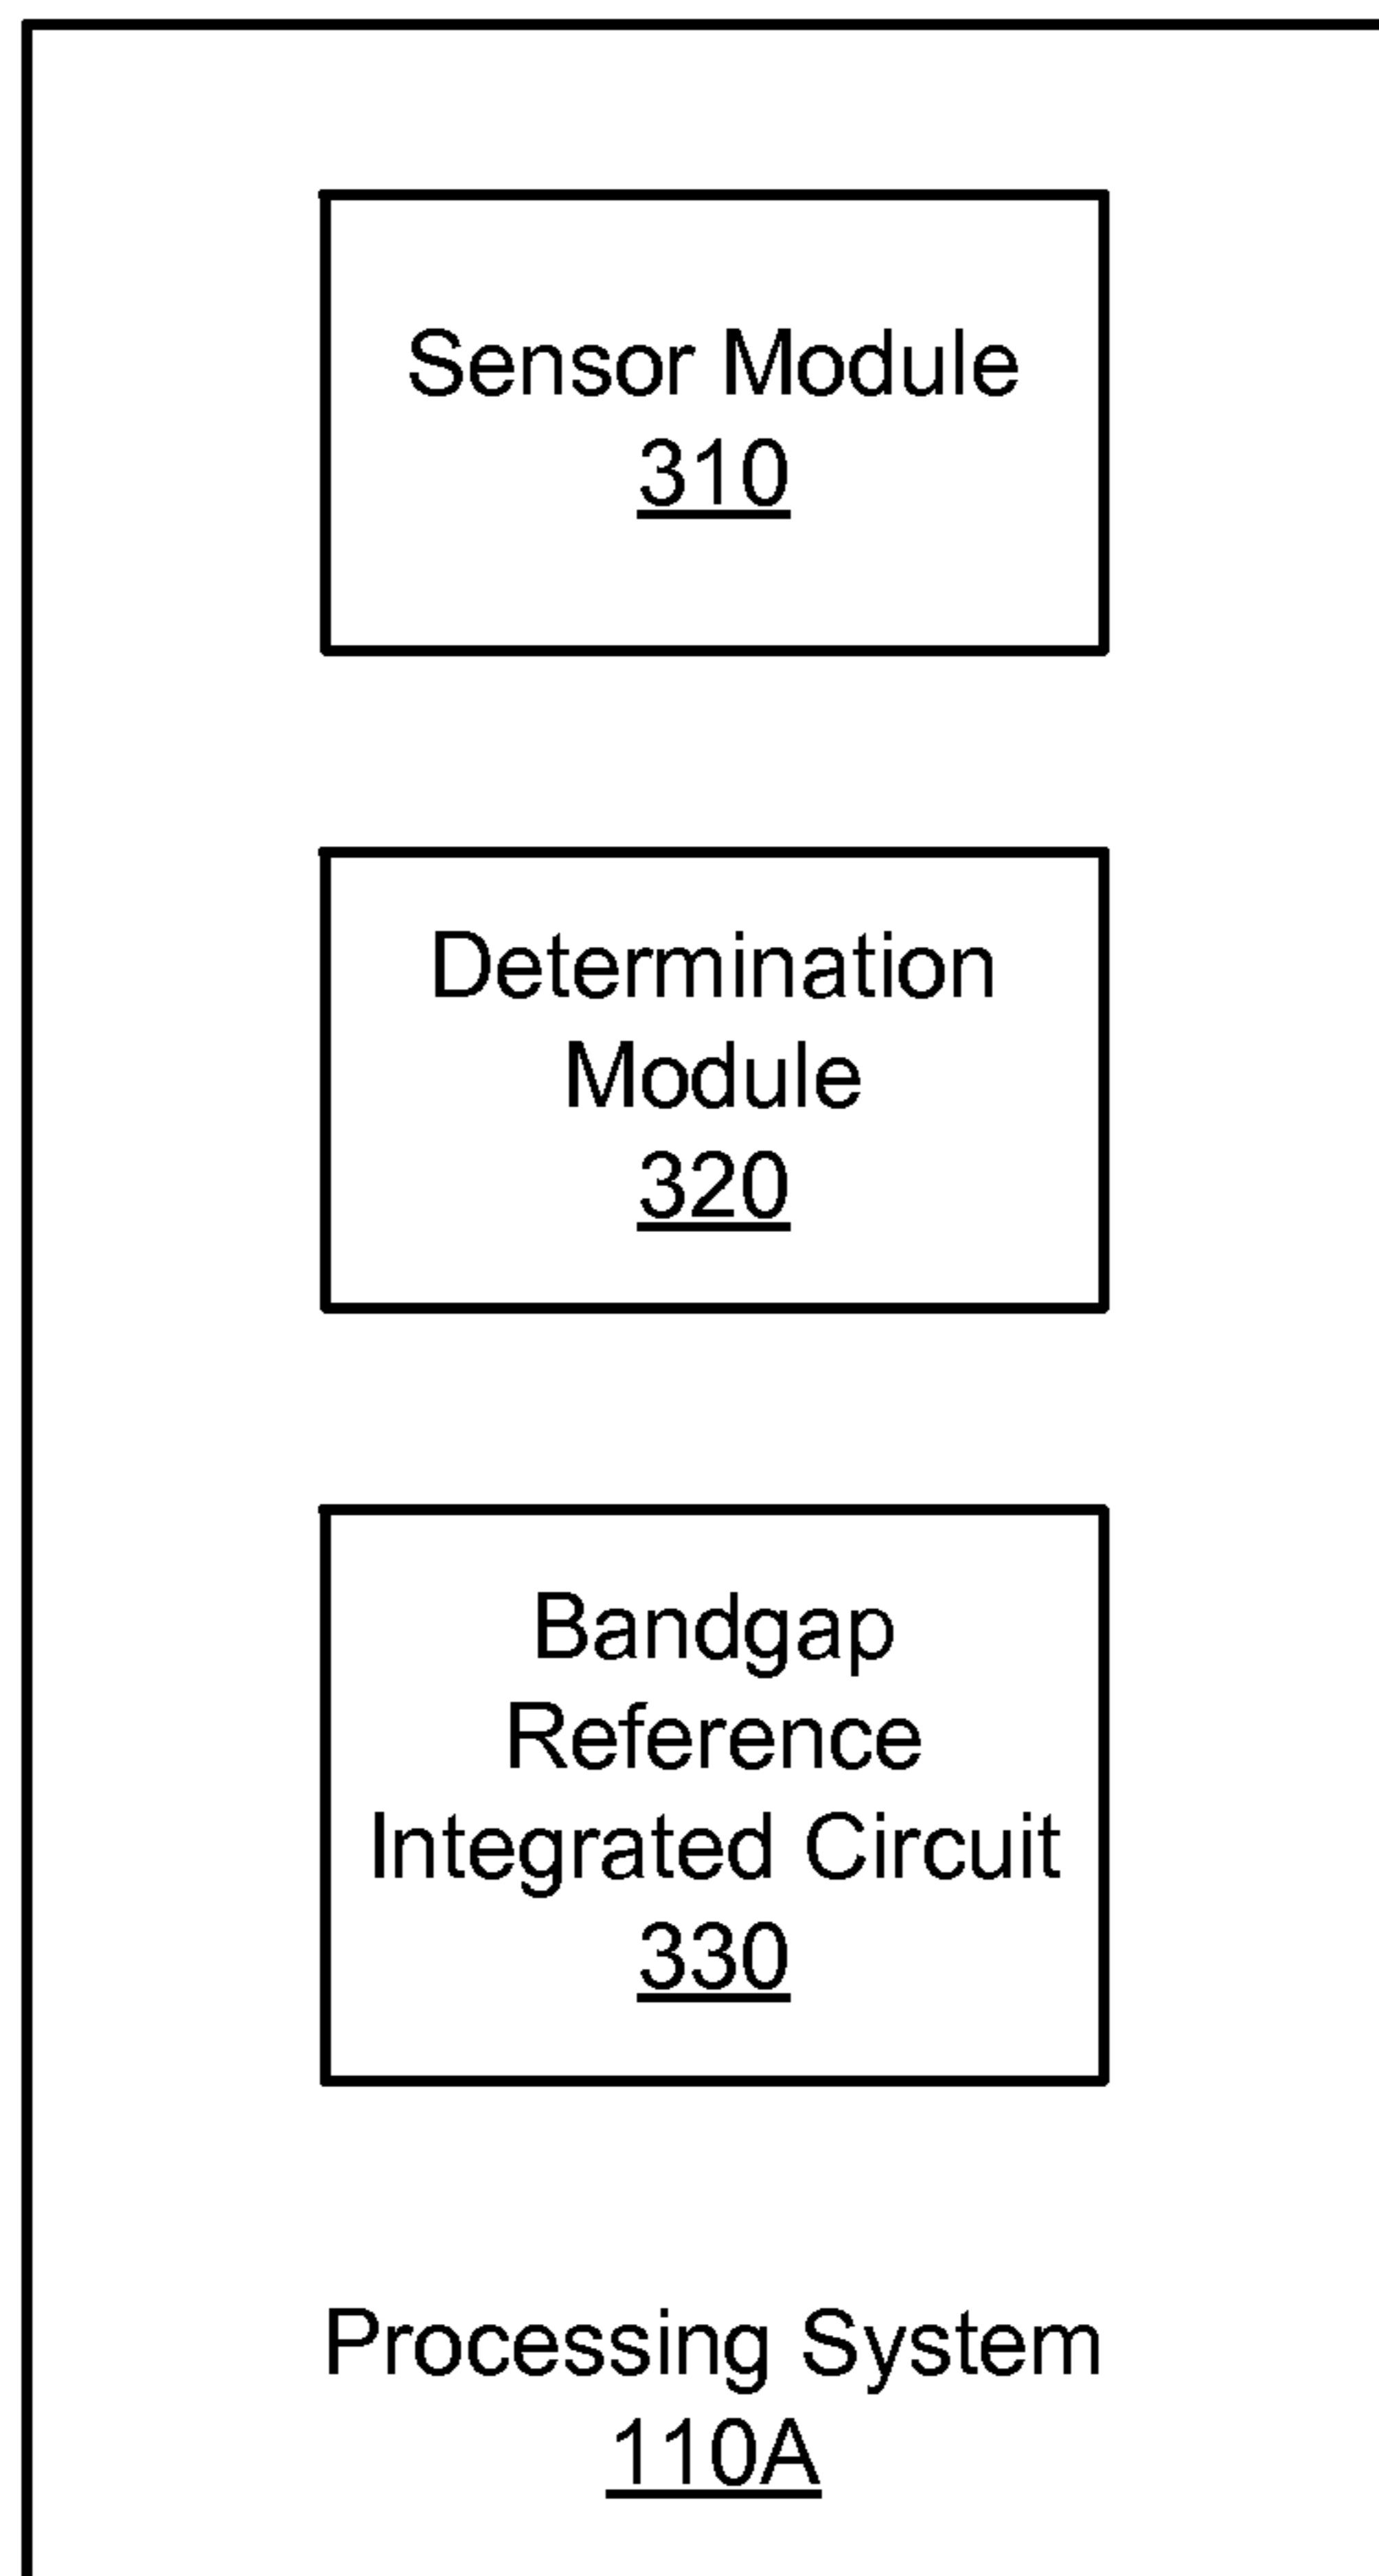 Sensor Module
310
Determination
Module
320
Bandgap
Reference
Integrated Circuit
330
Processing System
110A